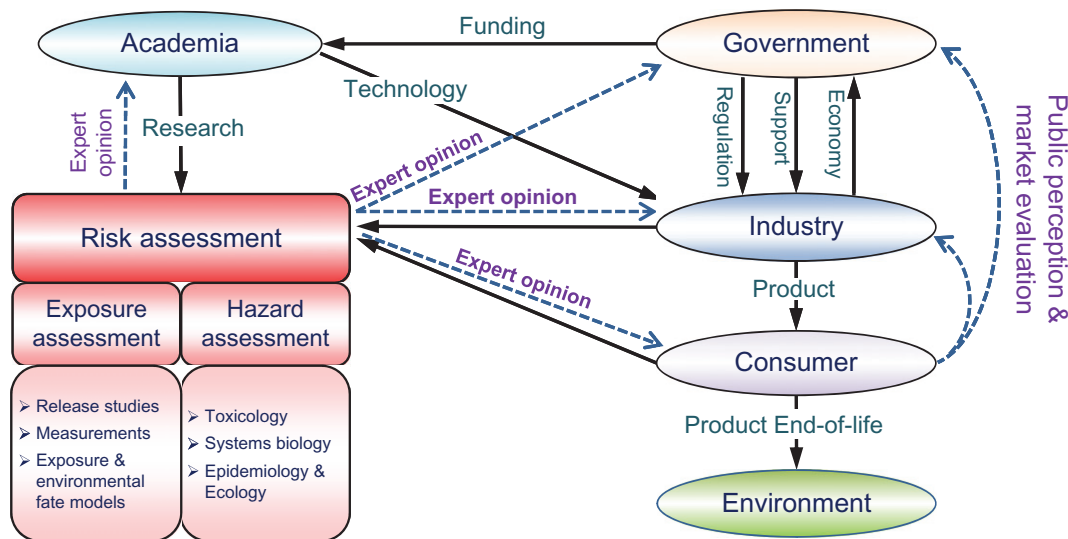 Academia
Funding
Government
Technology
Expert
opinion
Research
Expert opinion
Regulation
Support
Economy
Public perception &
market evaluation
Risk assessment
Expert opinion
Industry
Expert opinion
Product
Exposure
assessment
Hazard
assessment
Consumer
➢ Release studies
➢ Measurements
➢ Exposure &
environmental
fate models
➢ Toxicology
➢ Systems biology
➢ Epidemiology &
Ecology
Product End-of-life
Environment